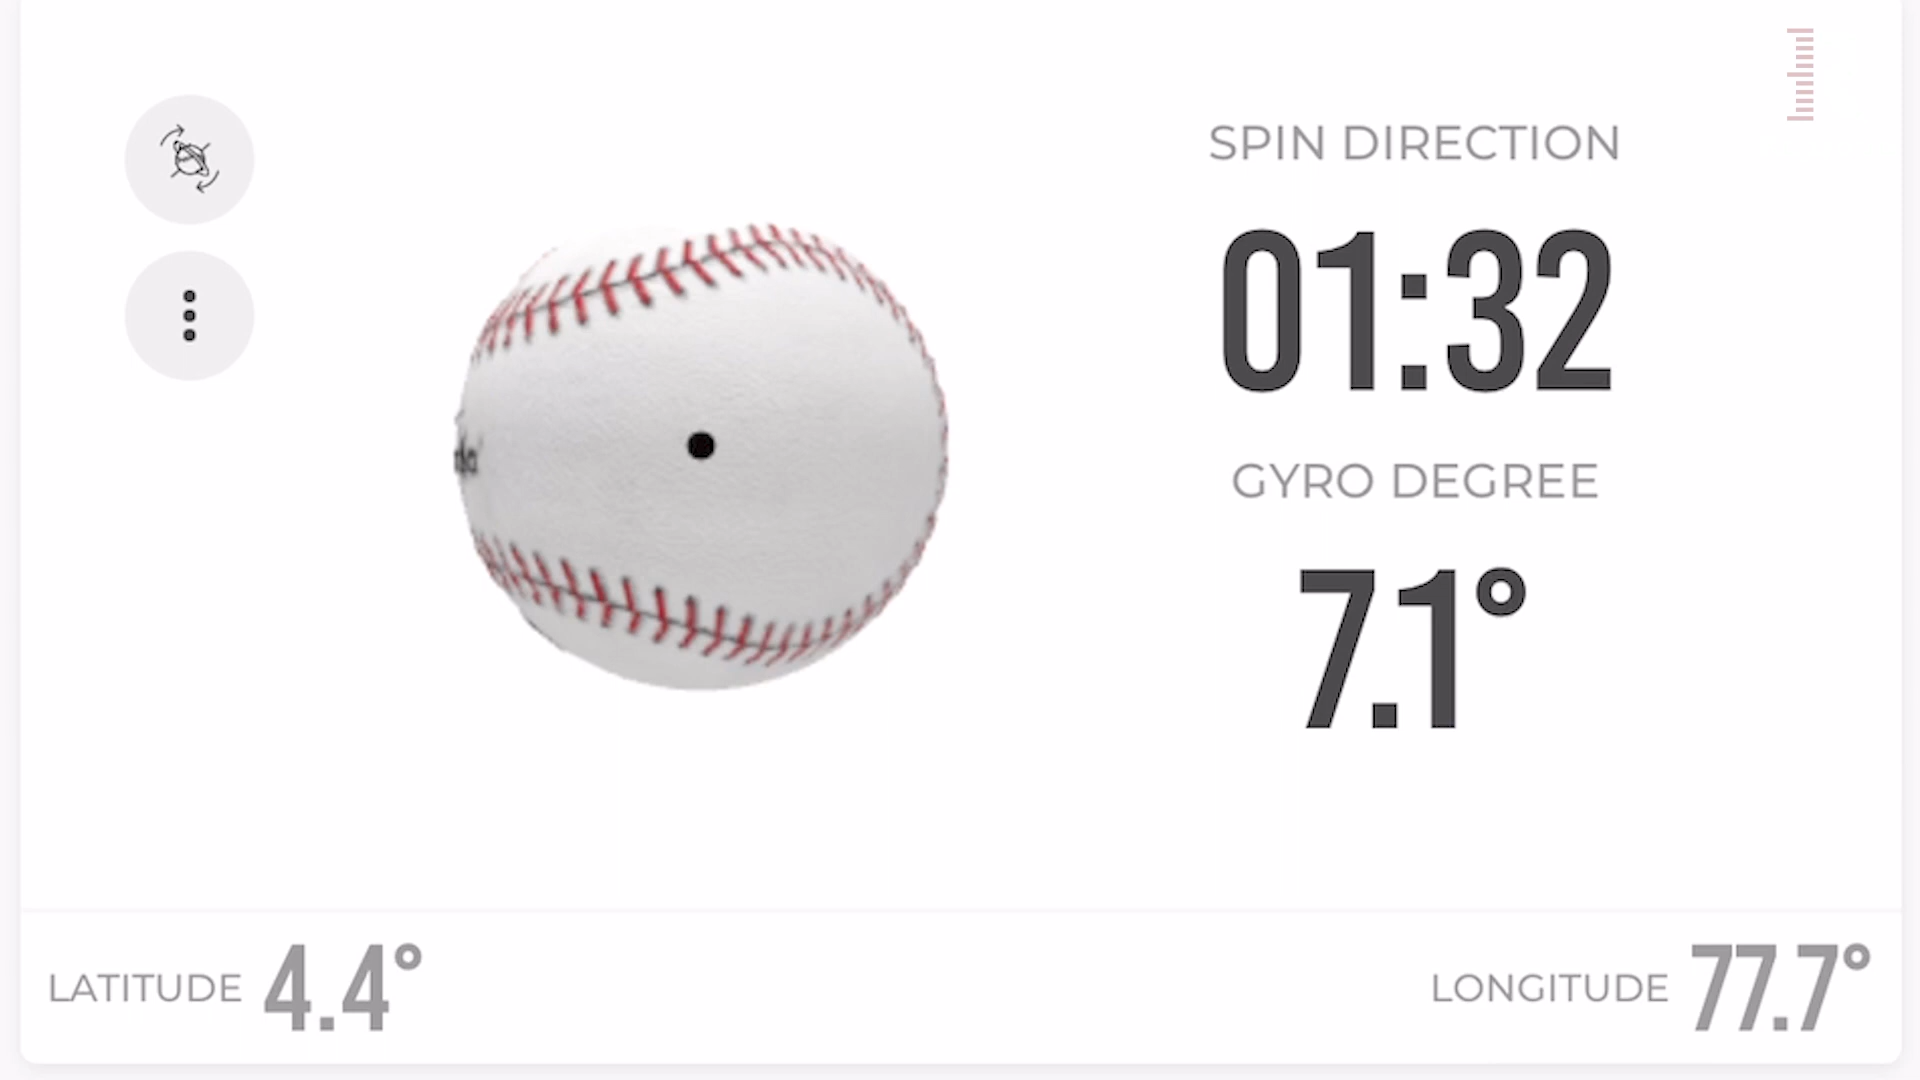 SPIN DIRECTION
01:32
GYRO DEGREE
7.1°
LATITUDE 4.4°
LONGITUDE 77.7°